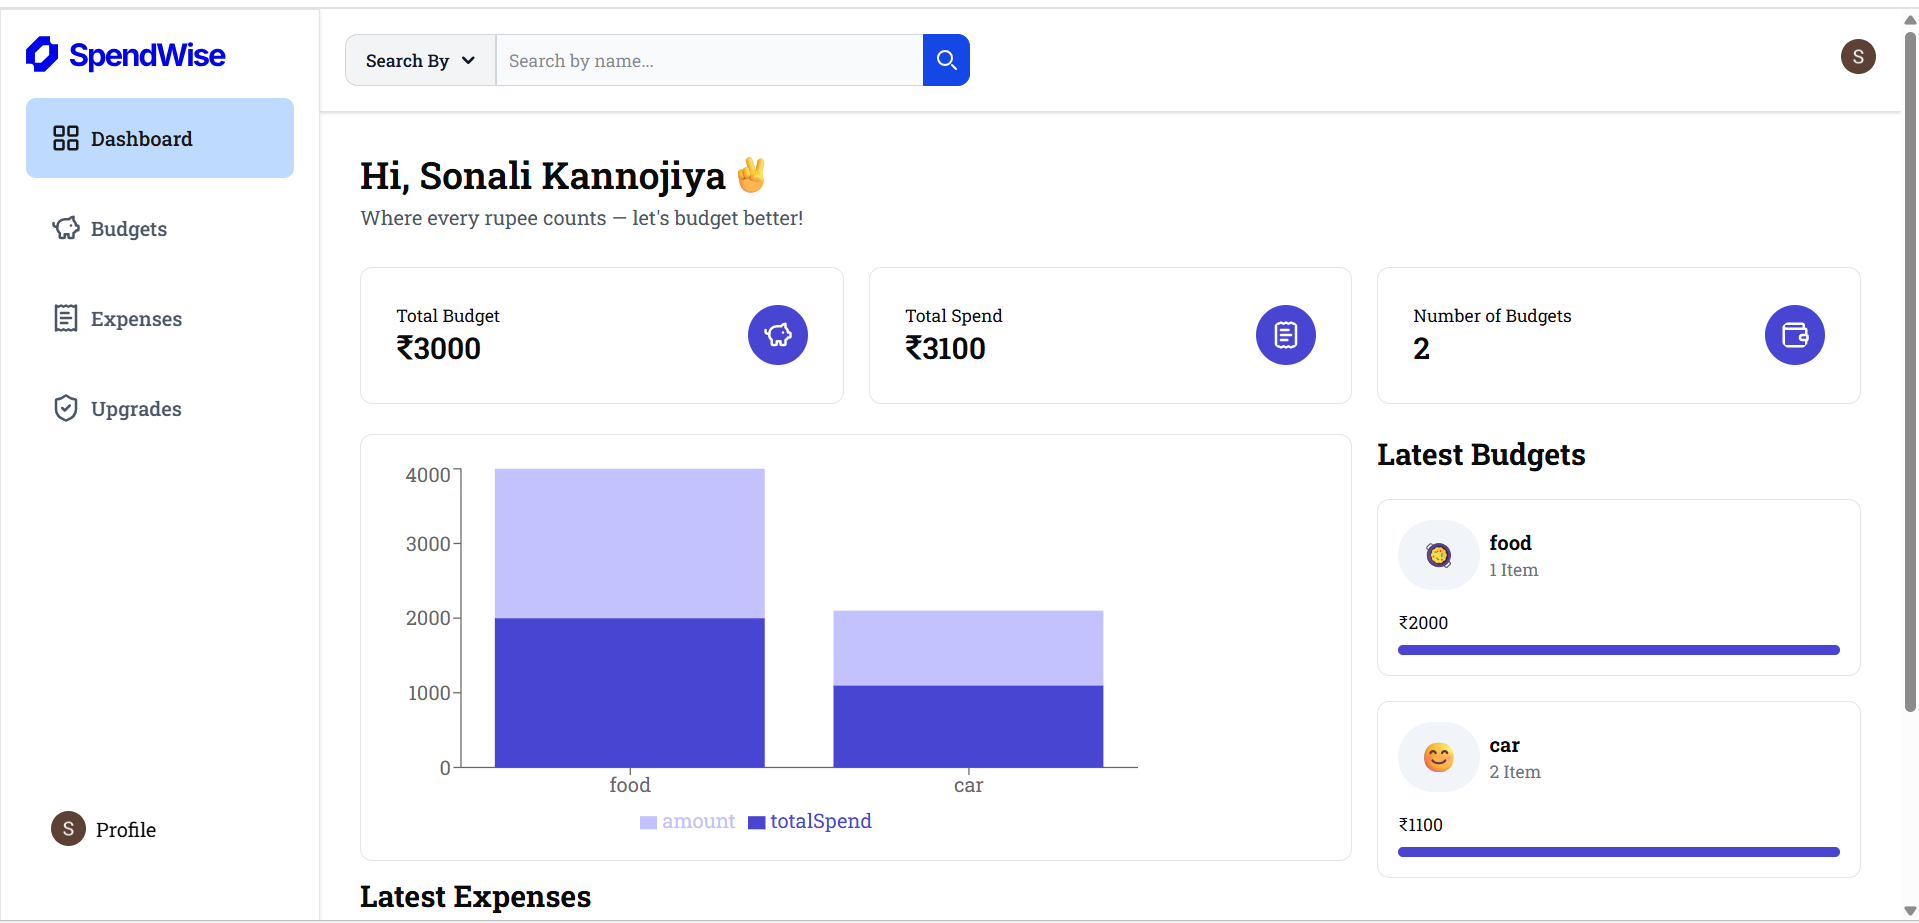 SpendWise
Dashboard
Budgets
Expenses
Upgrades
S Profile
Search By
Search by name...
S
Hi, Sonali Kannojiya ✌️
Where every rupee counts — let's budget better!
Total Budget
₹3000
Total Spend
₹3100
Number of Budgets
2
4000
3000
2000
1000
0
food car
amount totalSpend
Latest Budgets
food
1 Item
₹2000
car
2 Item
₹1100
Latest Expenses